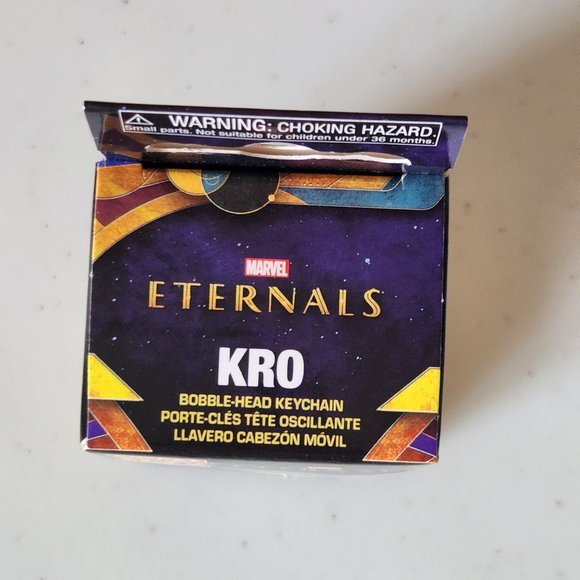 WARNING: CHOKING HAZARD.
Small parts. Not suitable for children under 36 months.
MARVEL
ETERNALS
KRO
BOBBLE-HEAD KEYCHAIN
PORTE-CLÉS TÊTE OSCILLANTE
LLAVERO CABEZÓN MÓVIL